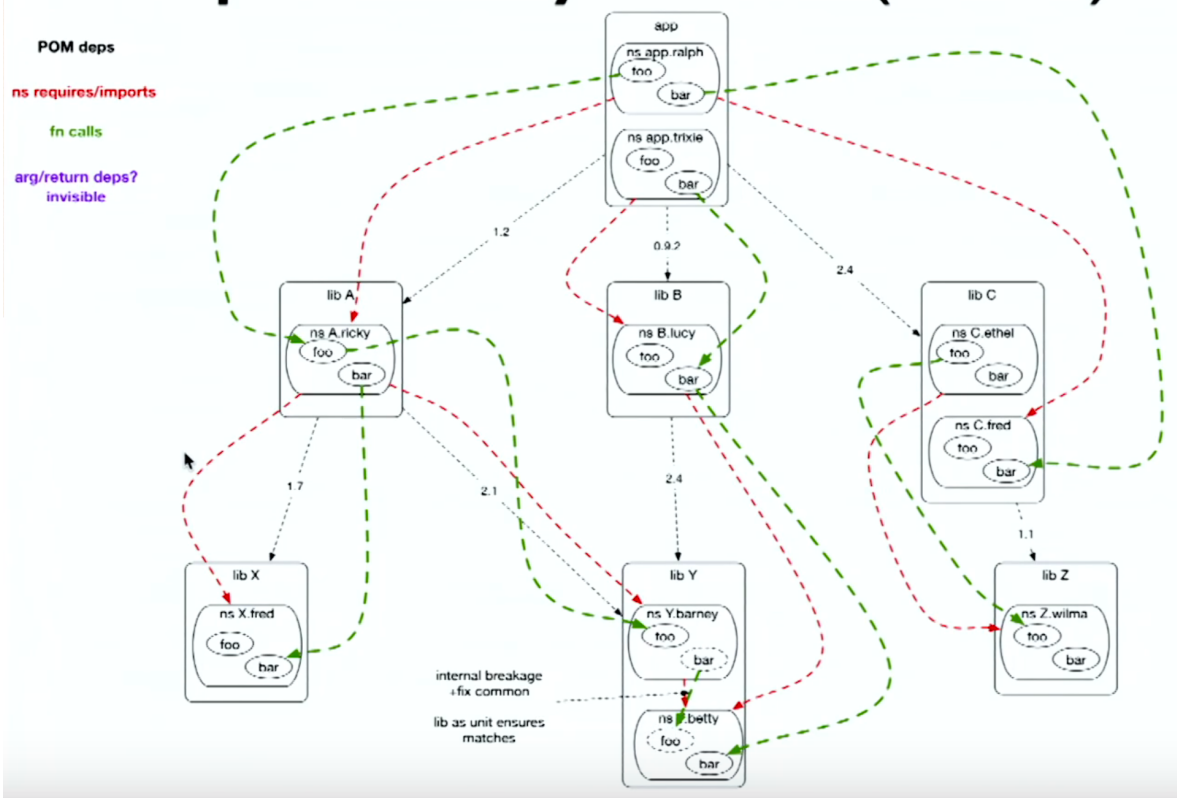 POM deps
ns requires/imports
fn calls
arg/return deps?
invisible
app
ns app.ralph
foo
bar
ns app.trixie
foo
bar
1.2
0.9.2
2.4
lib A
ns A.ricky
foo
bar
lib B
ns B.lucy
foo
bar
lib C
ns C.ethel
foo
bar
ns C.fred
foo
bar
1.7
2.1
2.4
1.1
lib X
ns X.fred
foo
bar
lib Y
ns Y.barney
foo
bar
internal breakage
+fix common
lib as unit ensures
matches
ns .betty
foo
bar
lib Z
ns Z.wilma
foo
bar